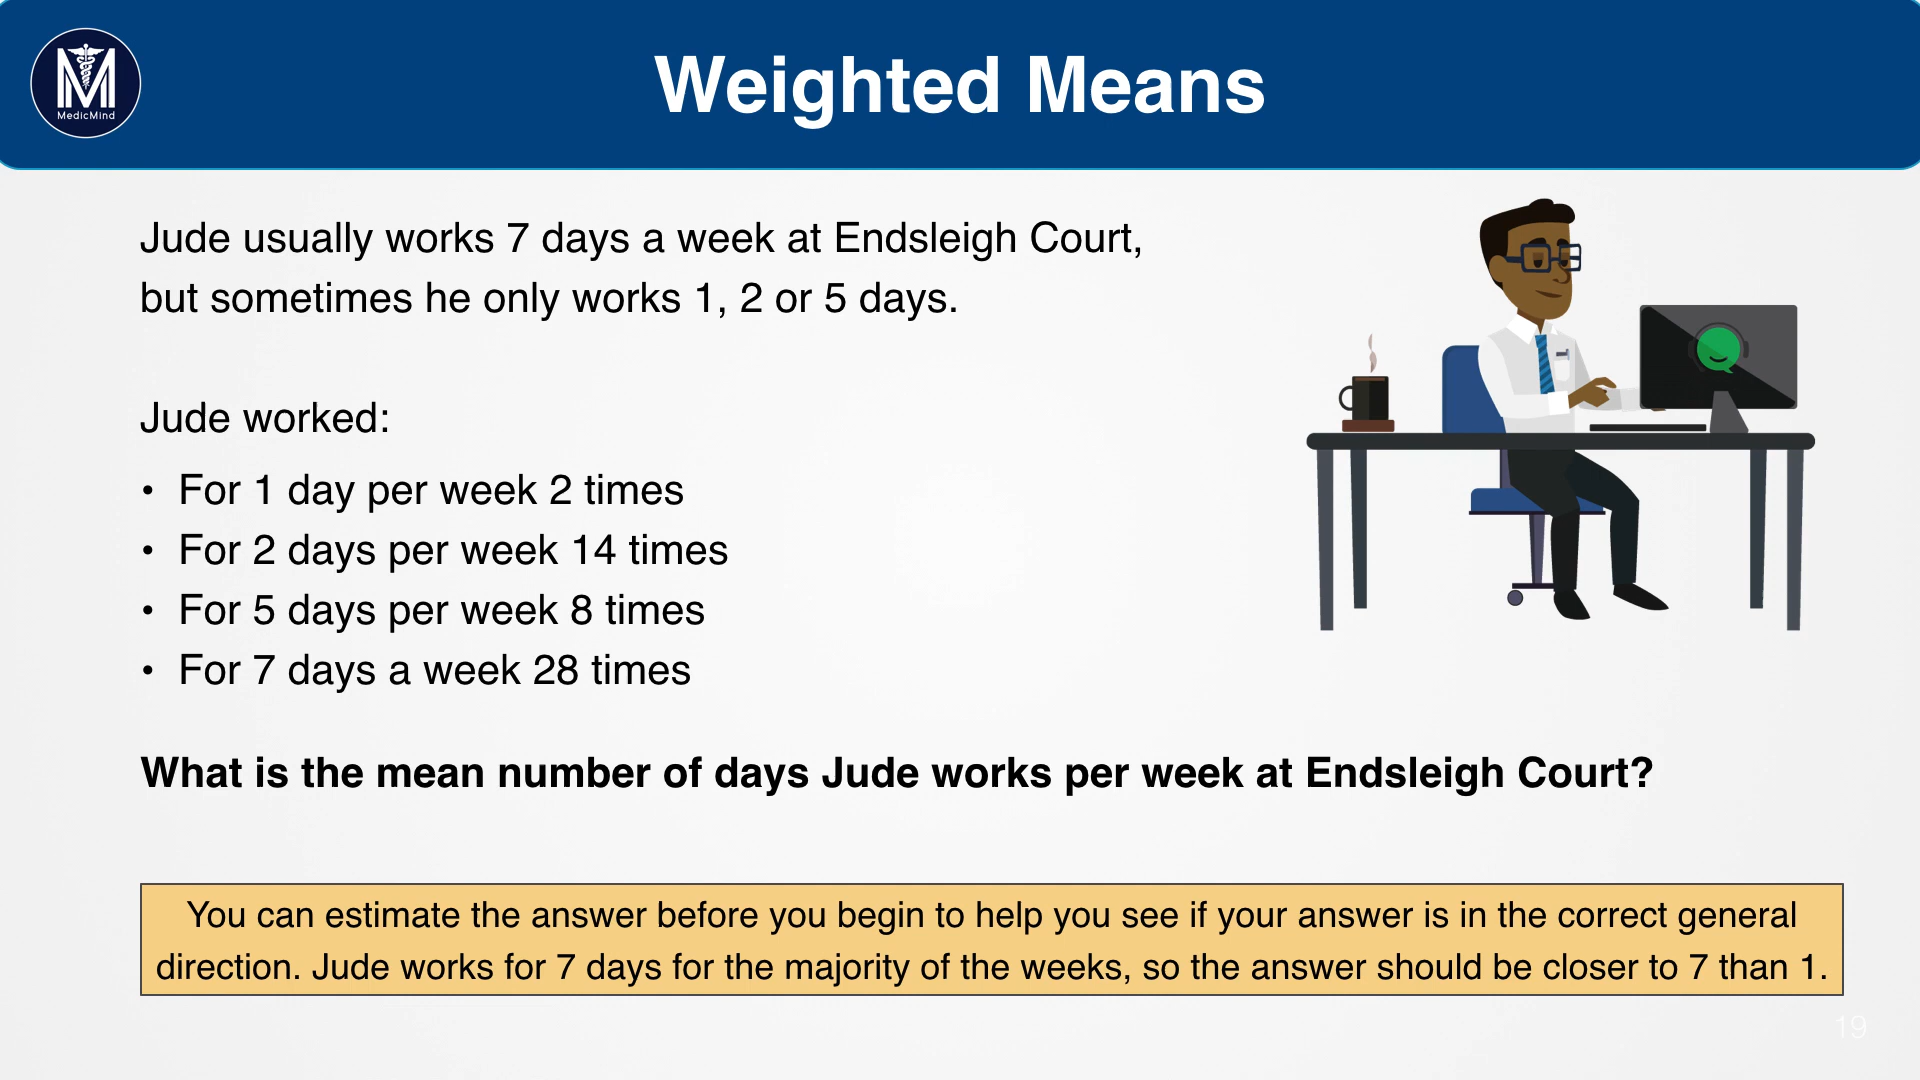 MedicMind
Weighted Means
Jude usually works 7 days a week at Endsleigh Court,
but sometimes he only works 1, 2 or 5 days.
Jude worked:
• For 1 day per week 2 times
• For 2 days per week 14 times
• For 5 days per week 8 times
• For 7 days a week 28 times
What is the mean number of days Jude works per week at Endsleigh Court?
You can estimate the answer before you begin to help you see if your answer is in the correct general
direction. Jude works for 7 days for the majority of the weeks, so the answer should be closer to 7 than 1.
19